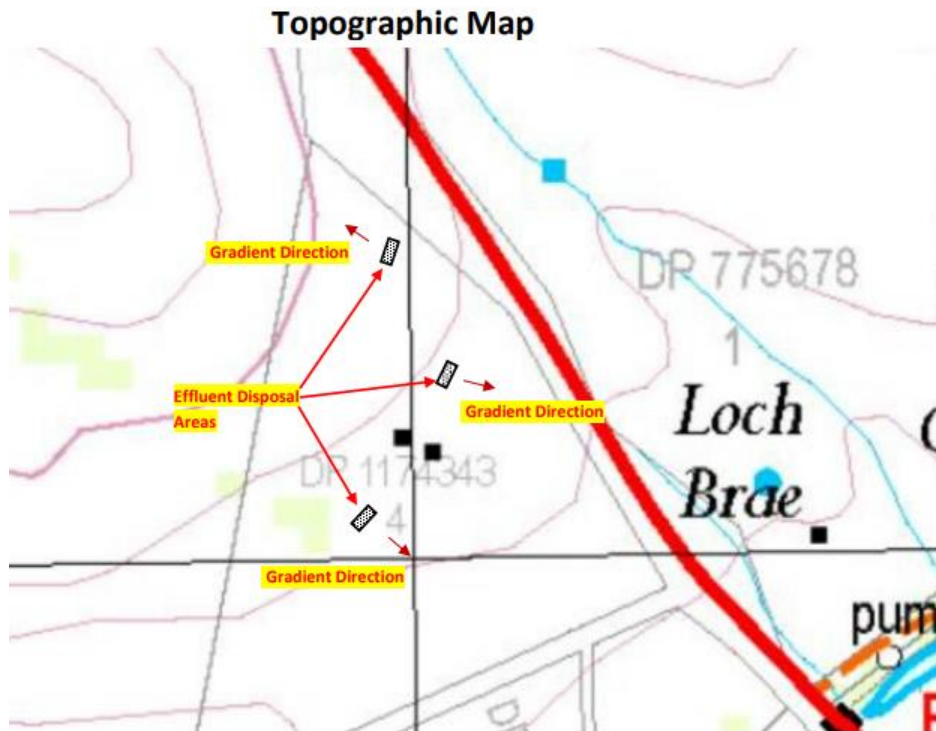 Topographic Map
Gradient Direction
DP 775678
1
Effluent Disposal
Areas
Gradient Direction
Loch
Brae
DP 1174343
4
Gradient Direction
pum